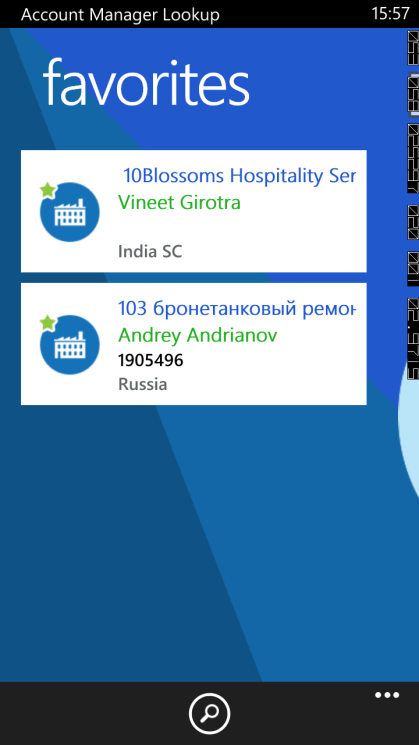 Account Manager Lookup 15:57
favorites
10Blossoms Hospitality Ser
Vineet Girotra
India SC
103 бронетанковый ремон
Andrey Andrianov
1905496
Russia